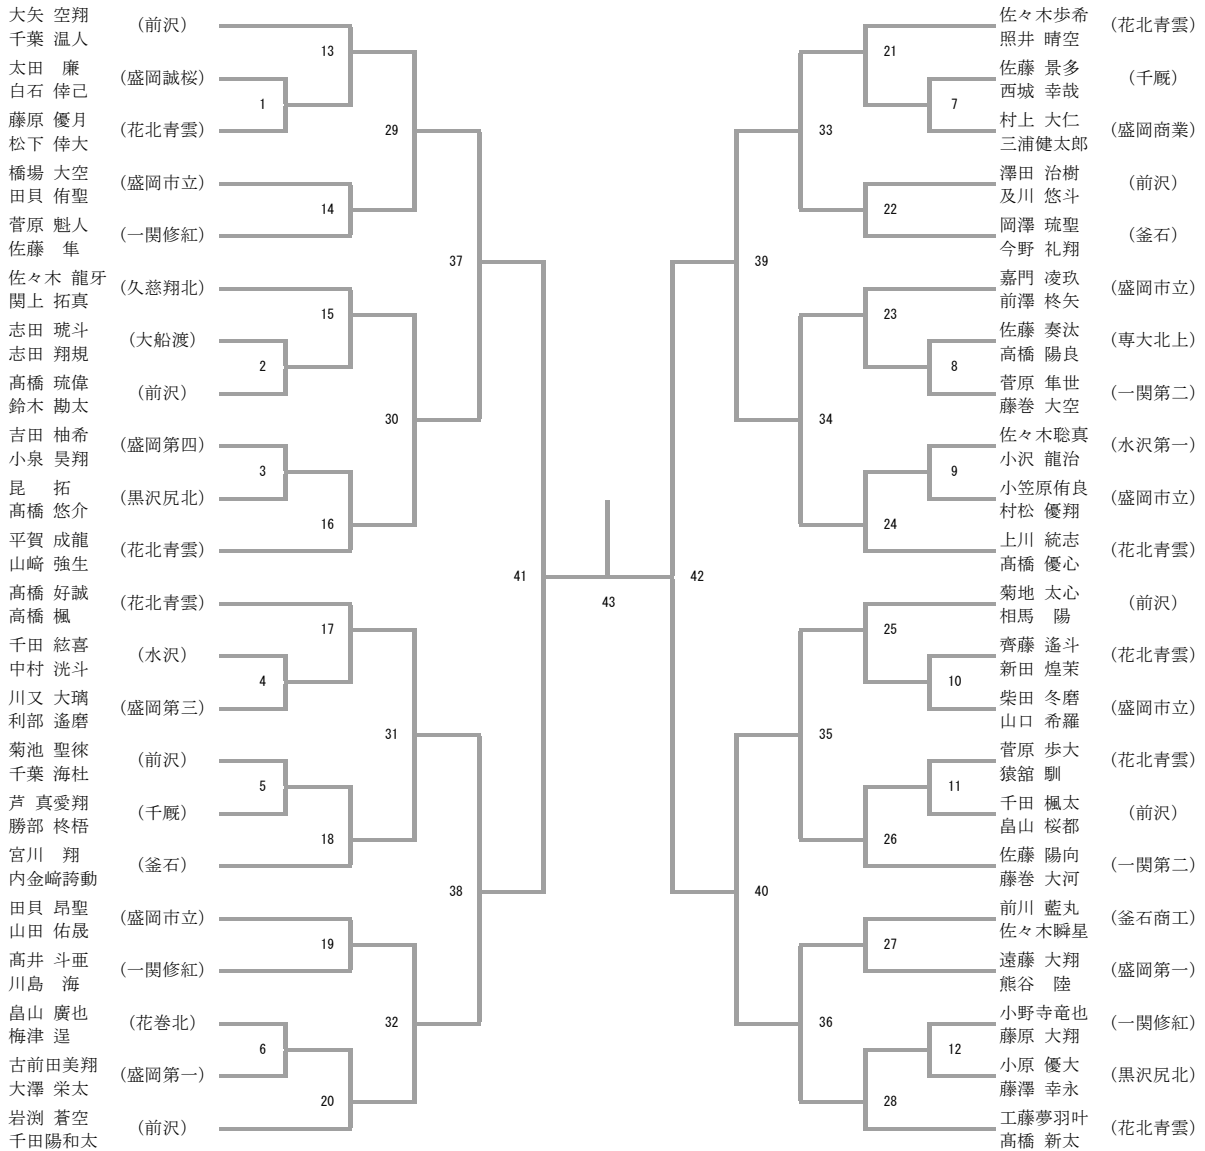 大矢 空翔
千葉 温人
(前沢)
太田 廉
白石 倖己
(盛岡誠桜)
藤原 優月
松下 倖大
(花北青雲)
橋場 大空
田貝 侑聖
(盛岡市立)
菅原 魁人
佐藤 隼
(一関修紅)
佐々木 龍牙
関上 拓真
(久慈翔北)
志田 琥斗
志田 翔規
(大船渡)
髙橋 琉偉
鈴木 勘太
(前沢)
吉田 柚希
小泉 昊翔
(盛岡第四)
昆 拓
髙橋 悠介
(黒沢尻北)
平賀 成龍
山﨑 強生
(花北青雲)
髙橋 好誠
高橋 楓
(花北青雲)
千田 絃喜
中村 洸斗
(水沢)
川又 大璃
利部 遙磨
(盛岡第三)
菊池 聖徠
千葉 海杜
(前沢)
芦 真愛翔
勝部 柊梧
(千厩)
宮川 翔
内金﨑誇動
(釜石)
田貝 昂聖
山田 佑晟
(盛岡市立)
髙井 斗亜
川島 海
(一関修紅)
畠山 廣也
梅津 逞
(花巻北)
古前田美翔
大澤 栄太
(盛岡第一)
岩渕 蒼空
千田陽和太
(前沢)
1
2
3
4
5
6
13
14
15
16
17
18
19
20
29
30
31
32
37
38
41
43
42
39
40
33
34
35
36
21
22
23
24
25
26
27
28
7
8
9
10
11
12
佐々木歩希
照井 晴空
(花北青雲)
佐藤 景多
西城 幸哉
(千厩)
村上 大仁
三浦健太郎
(盛岡商業)
澤田 治樹
及川 悠斗
(前沢)
岡澤 琉聖
今野 礼翔
(釜石)
嘉門 凌玖
前澤 柊矢
(盛岡市立)
佐藤 奏汰
高橋 陽良
(専大北上)
菅原 隼世
藤巻 大空
(一関第二)
佐々木聡真
小沢 龍治
(水沢第一)
小笠原侑良
村松 優翔
(盛岡市立)
上川 統志
髙橋 優心
(花北青雲)
菊地 太心
相馬 陽
(前沢)
齊藤 遙斗
新田 煌茉
(花北青雲)
柴田 冬磨
山口 希羅
(盛岡市立)
菅原 歩大
猿舘 馴
(花北青雲)
千田 楓太
畠山 桜都
(前沢)
佐藤 陽向
藤巻 大河
(一関第二)
前川 藍丸
佐々木瞬星
(釜石商工)
遠藤 大翔
熊谷 陸
(盛岡第一)
小野寺竜也
藤原 大翔
(一関修紅)
小原 優大
藤澤 幸永
(黒沢尻北)
工藤夢羽叶
髙橋 新太
(花北青雲)